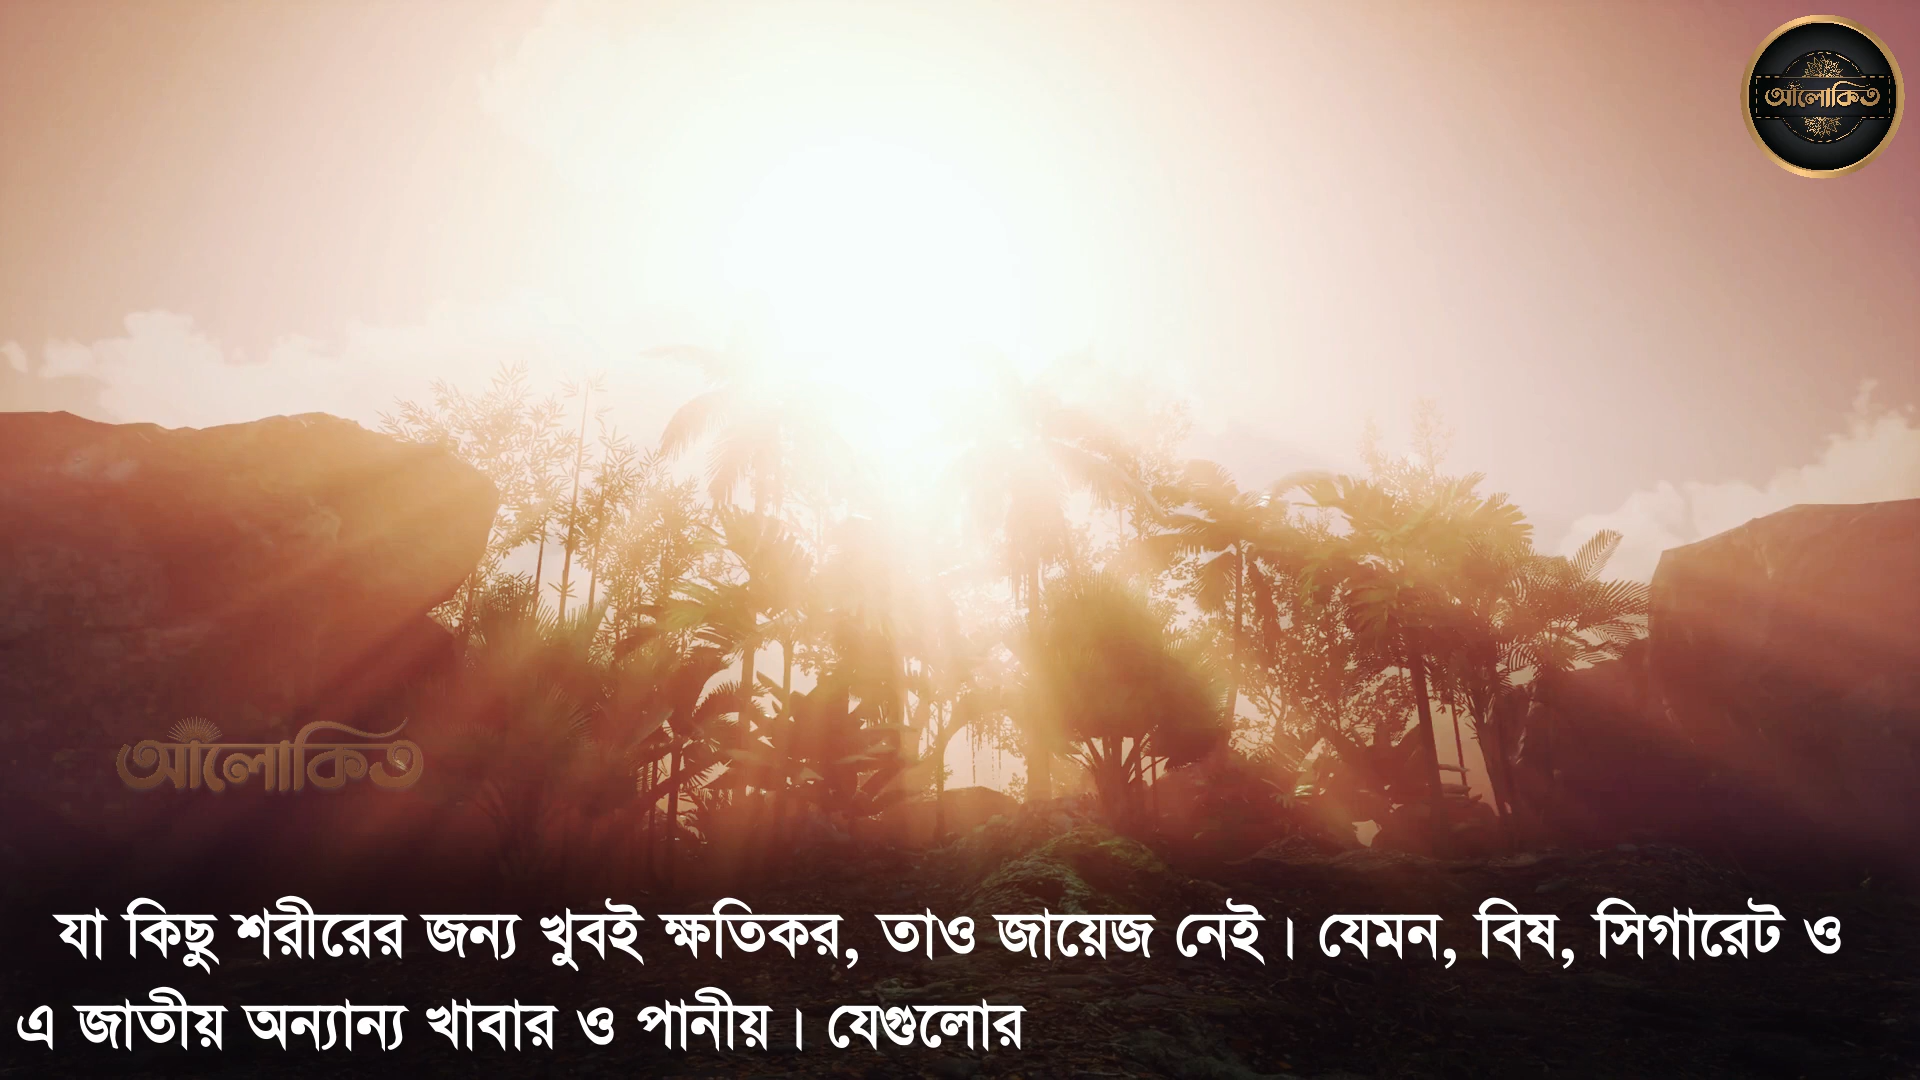 আলোকিত
আলোকিত
যা কিছু শরীরের জন্য খুবই ক্ষতিকর, তাও জায়েজ নেই। যেমন, বিষ, সিগারেট ও
এ জাতীয় অন্যান্য খাবার ও পানীয়। যেগুলোর